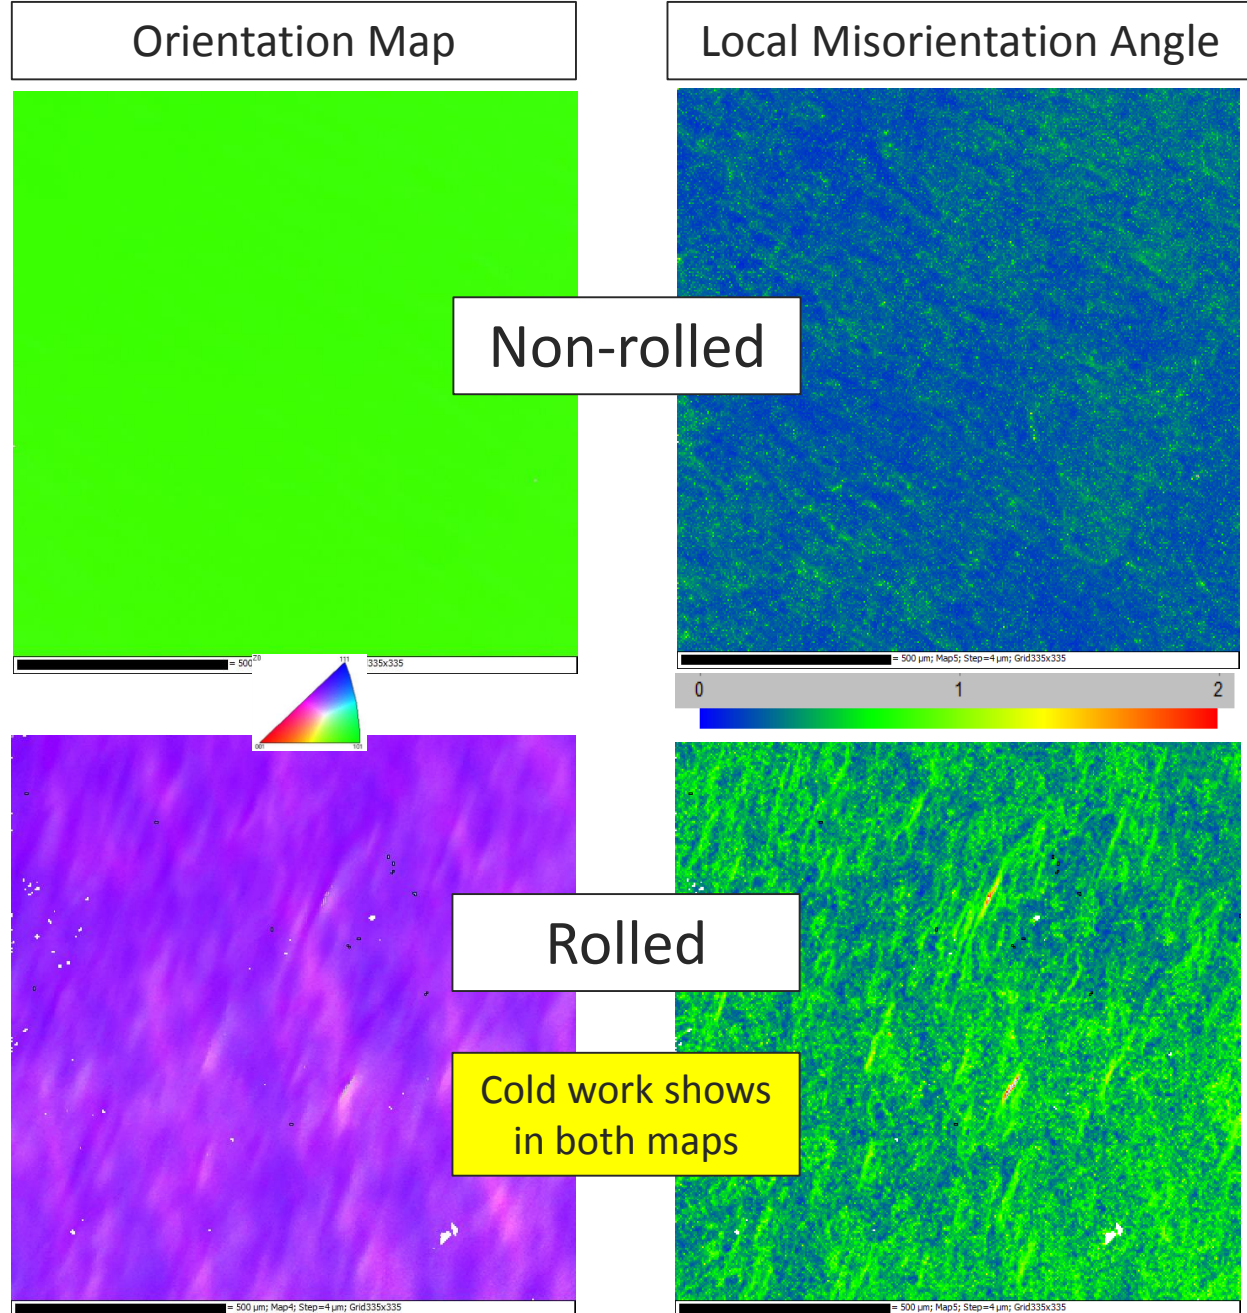 Orientation Map
Local Misorientation Angle
Non-rolled
= 500
Z0
111
335x335
001
101
= 500 µm; Map5; Step=4 µm; Grid335x335
0 1 2
Rolled
Cold work shows
in both maps
= 500 µm; Map4; Step=4 µm; Grid335x335
= 500 µm; Map5; Step=4 µm; Grid335x335